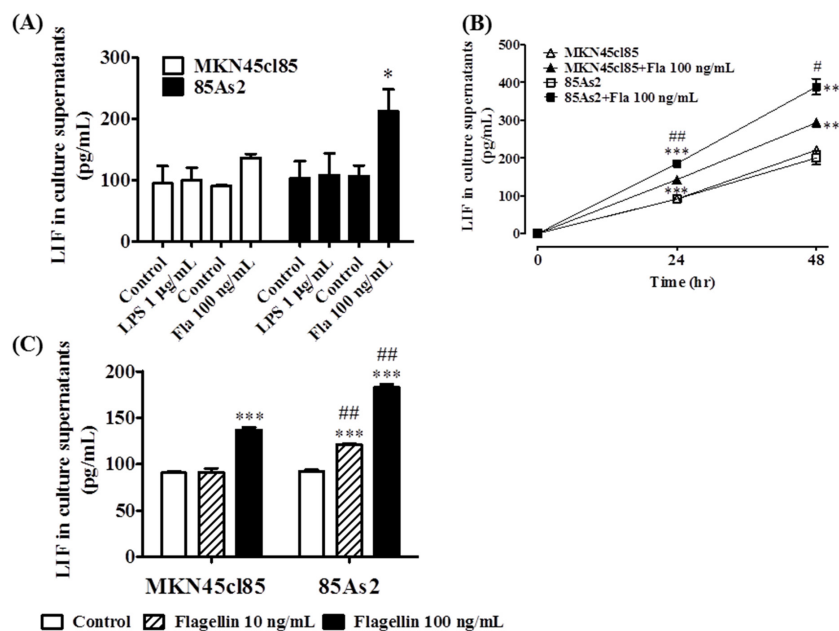 (A)
LIF in culture supernatants
(pg/mL)
300
200
100
0
MKN45cl85
85As2
*
Control
LPS 1 µg/mL
Control
Fla 100 ng/mL
Control
LPS 1 µg/mL
Control
Fla 100 ng/mL
(B)
LIF in culture supernatants
(pg/mL)
500
400
300
200
100
0
MKN45cl85
MKN45cl85+Fla 100 ng/mL
85As2
85As2+Fla 100 ng/mL
##
***
***
#
**
**
0
24
48
Time (hr)
(C)
LIF in culture supernatants
(pg/mL)
200
150
100
50
0
***
##
***
##
***
MKN45cl85
85As2
Control
Flagellin 10 ng/mL
Flagellin 100 ng/mL